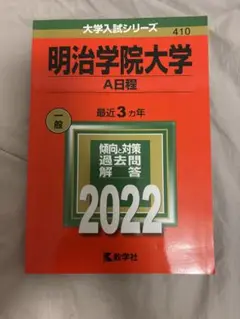 大学入試シリーズ
410
明治学院大学
A日程
最近3ヵ年
一般
傾向と対策
過去問
解答
2022
教学社